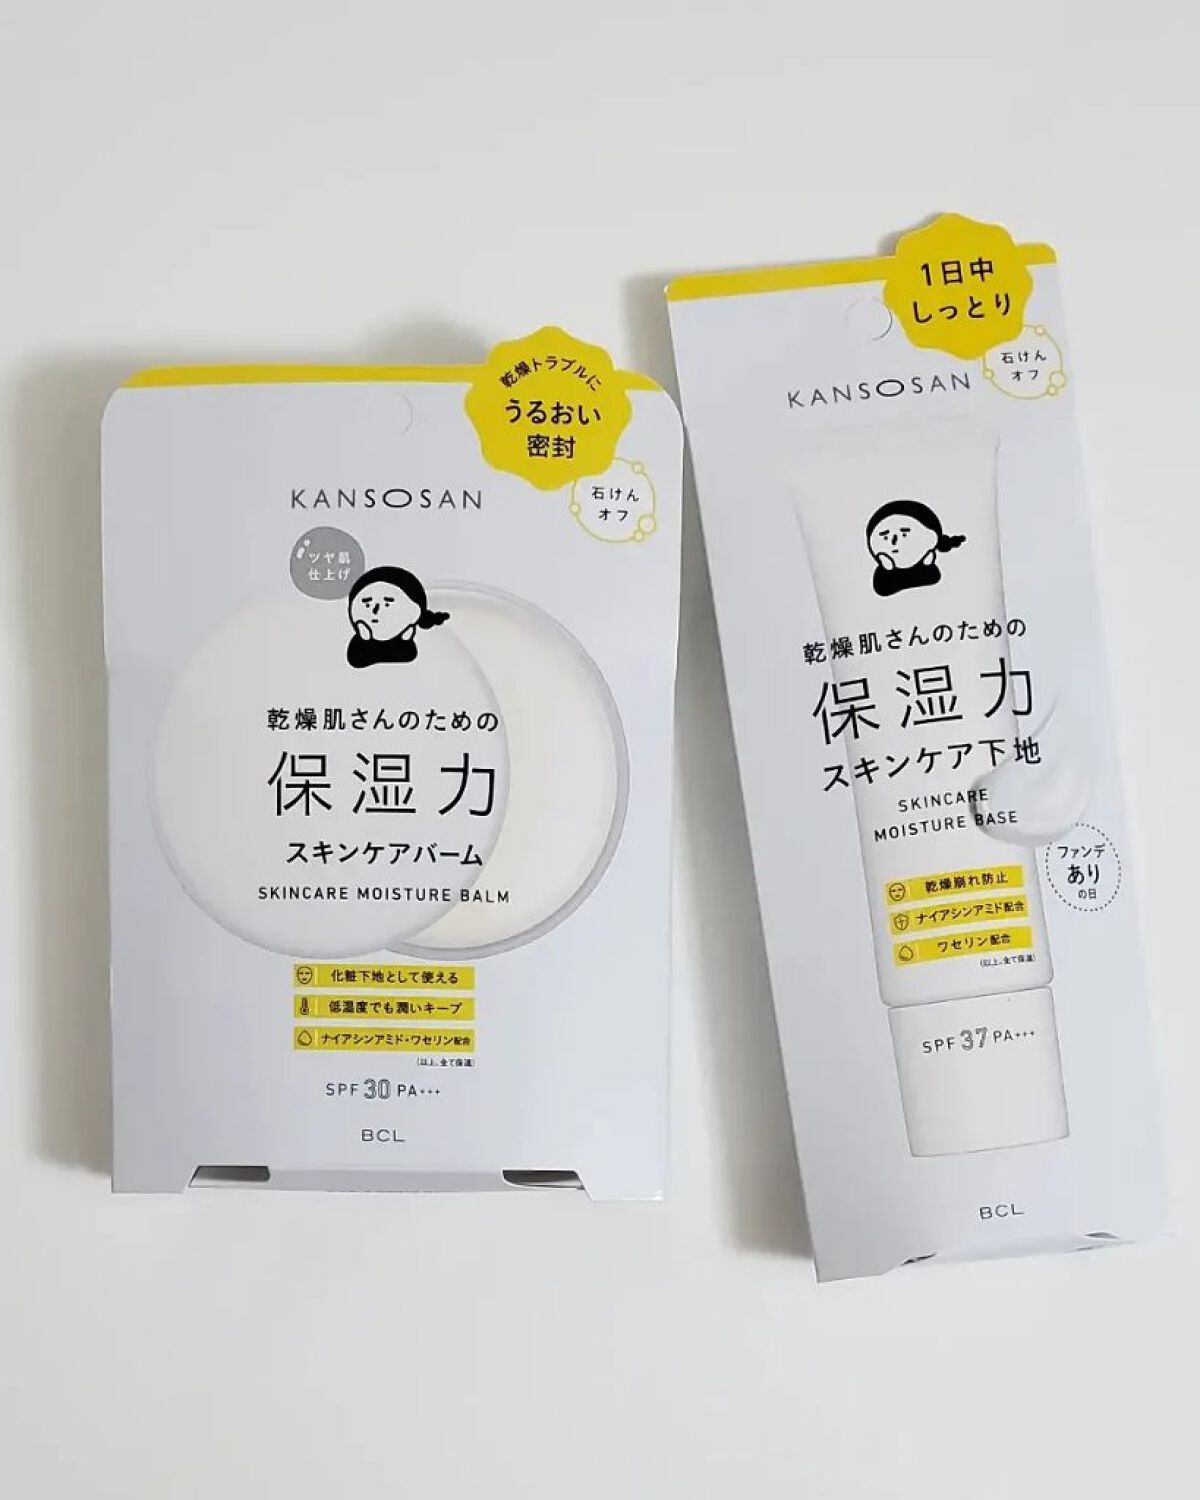 乾燥トラブルに
うるおい
密封
石けん
オフ
KANSOSAN
ツヤ肌
仕上げ
乾燥肌さんのための
保湿力
スキンケアバーム
SKINCARE MOISTURE BALM
化粧下地として使える
低温度でも潤いキープ
ナイアシンアミド・ワセリン配合
(以上、全て保湿)
SPF 30 PA+++
BCL
1日中
しっとり
石けん
オフ
KANSOSAN
乾燥肌さんのための
保湿力
スキンケア下地
SKINCARE
MOISTURE BASE
ファンデ
あり
の日
乾燥崩れ防止
ナイアシンアミド配合
ワセリン配合
(以上、全て保湿)
SPF 37 PA+++
BCL